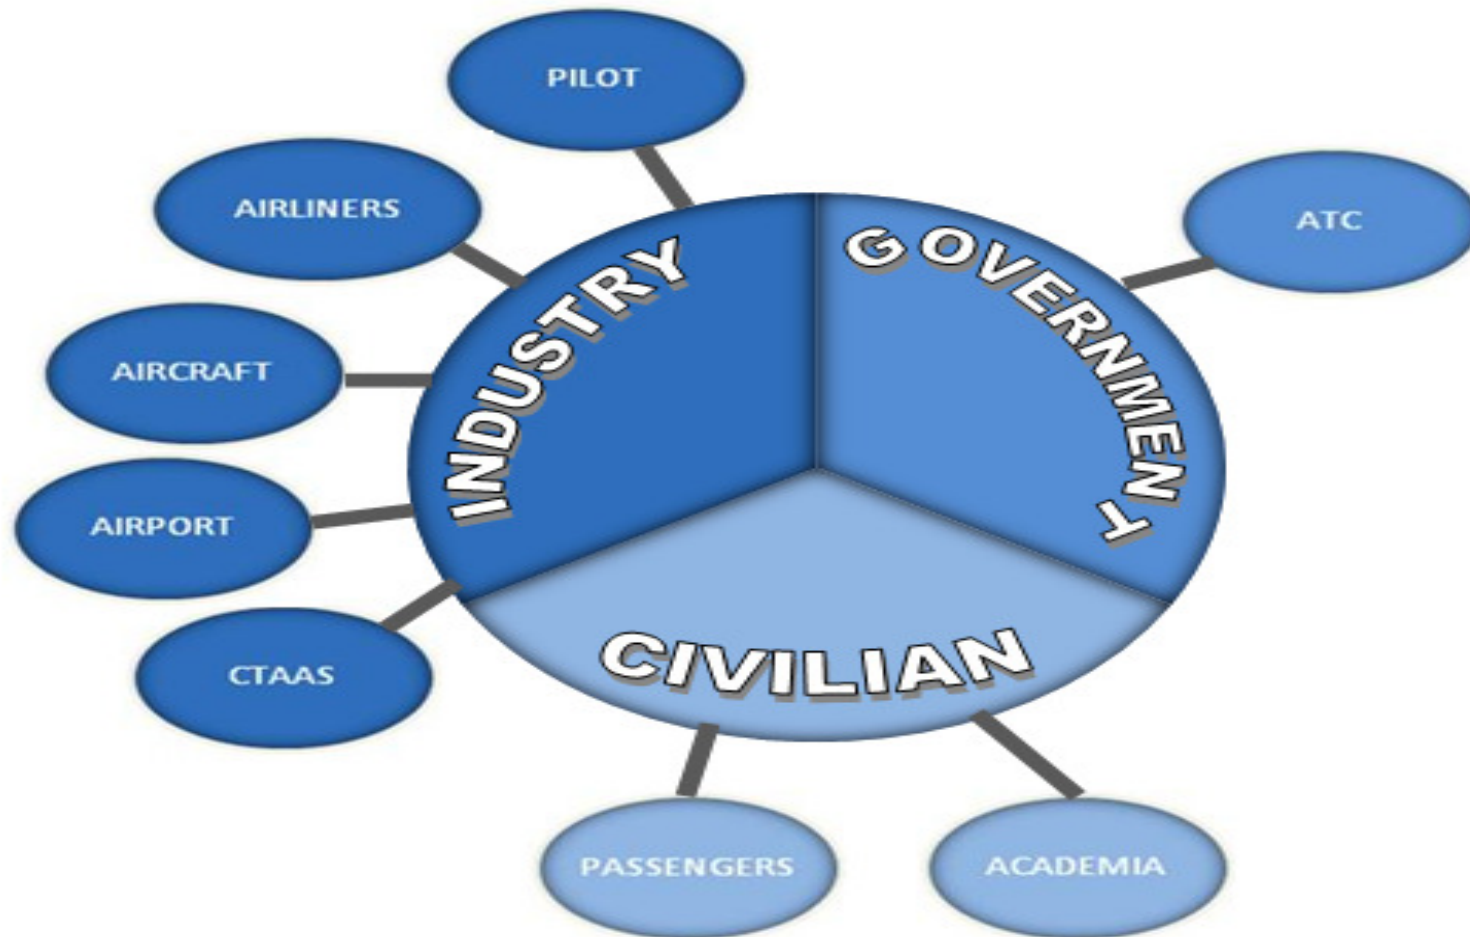 PILOT
AIRLINERS
ATC
INDUSTRY
GOVERNMENT
AIRCRAFT
AIRPORT
CTAAS
CIVILIAN
PASSENGERS
ACADEMIA